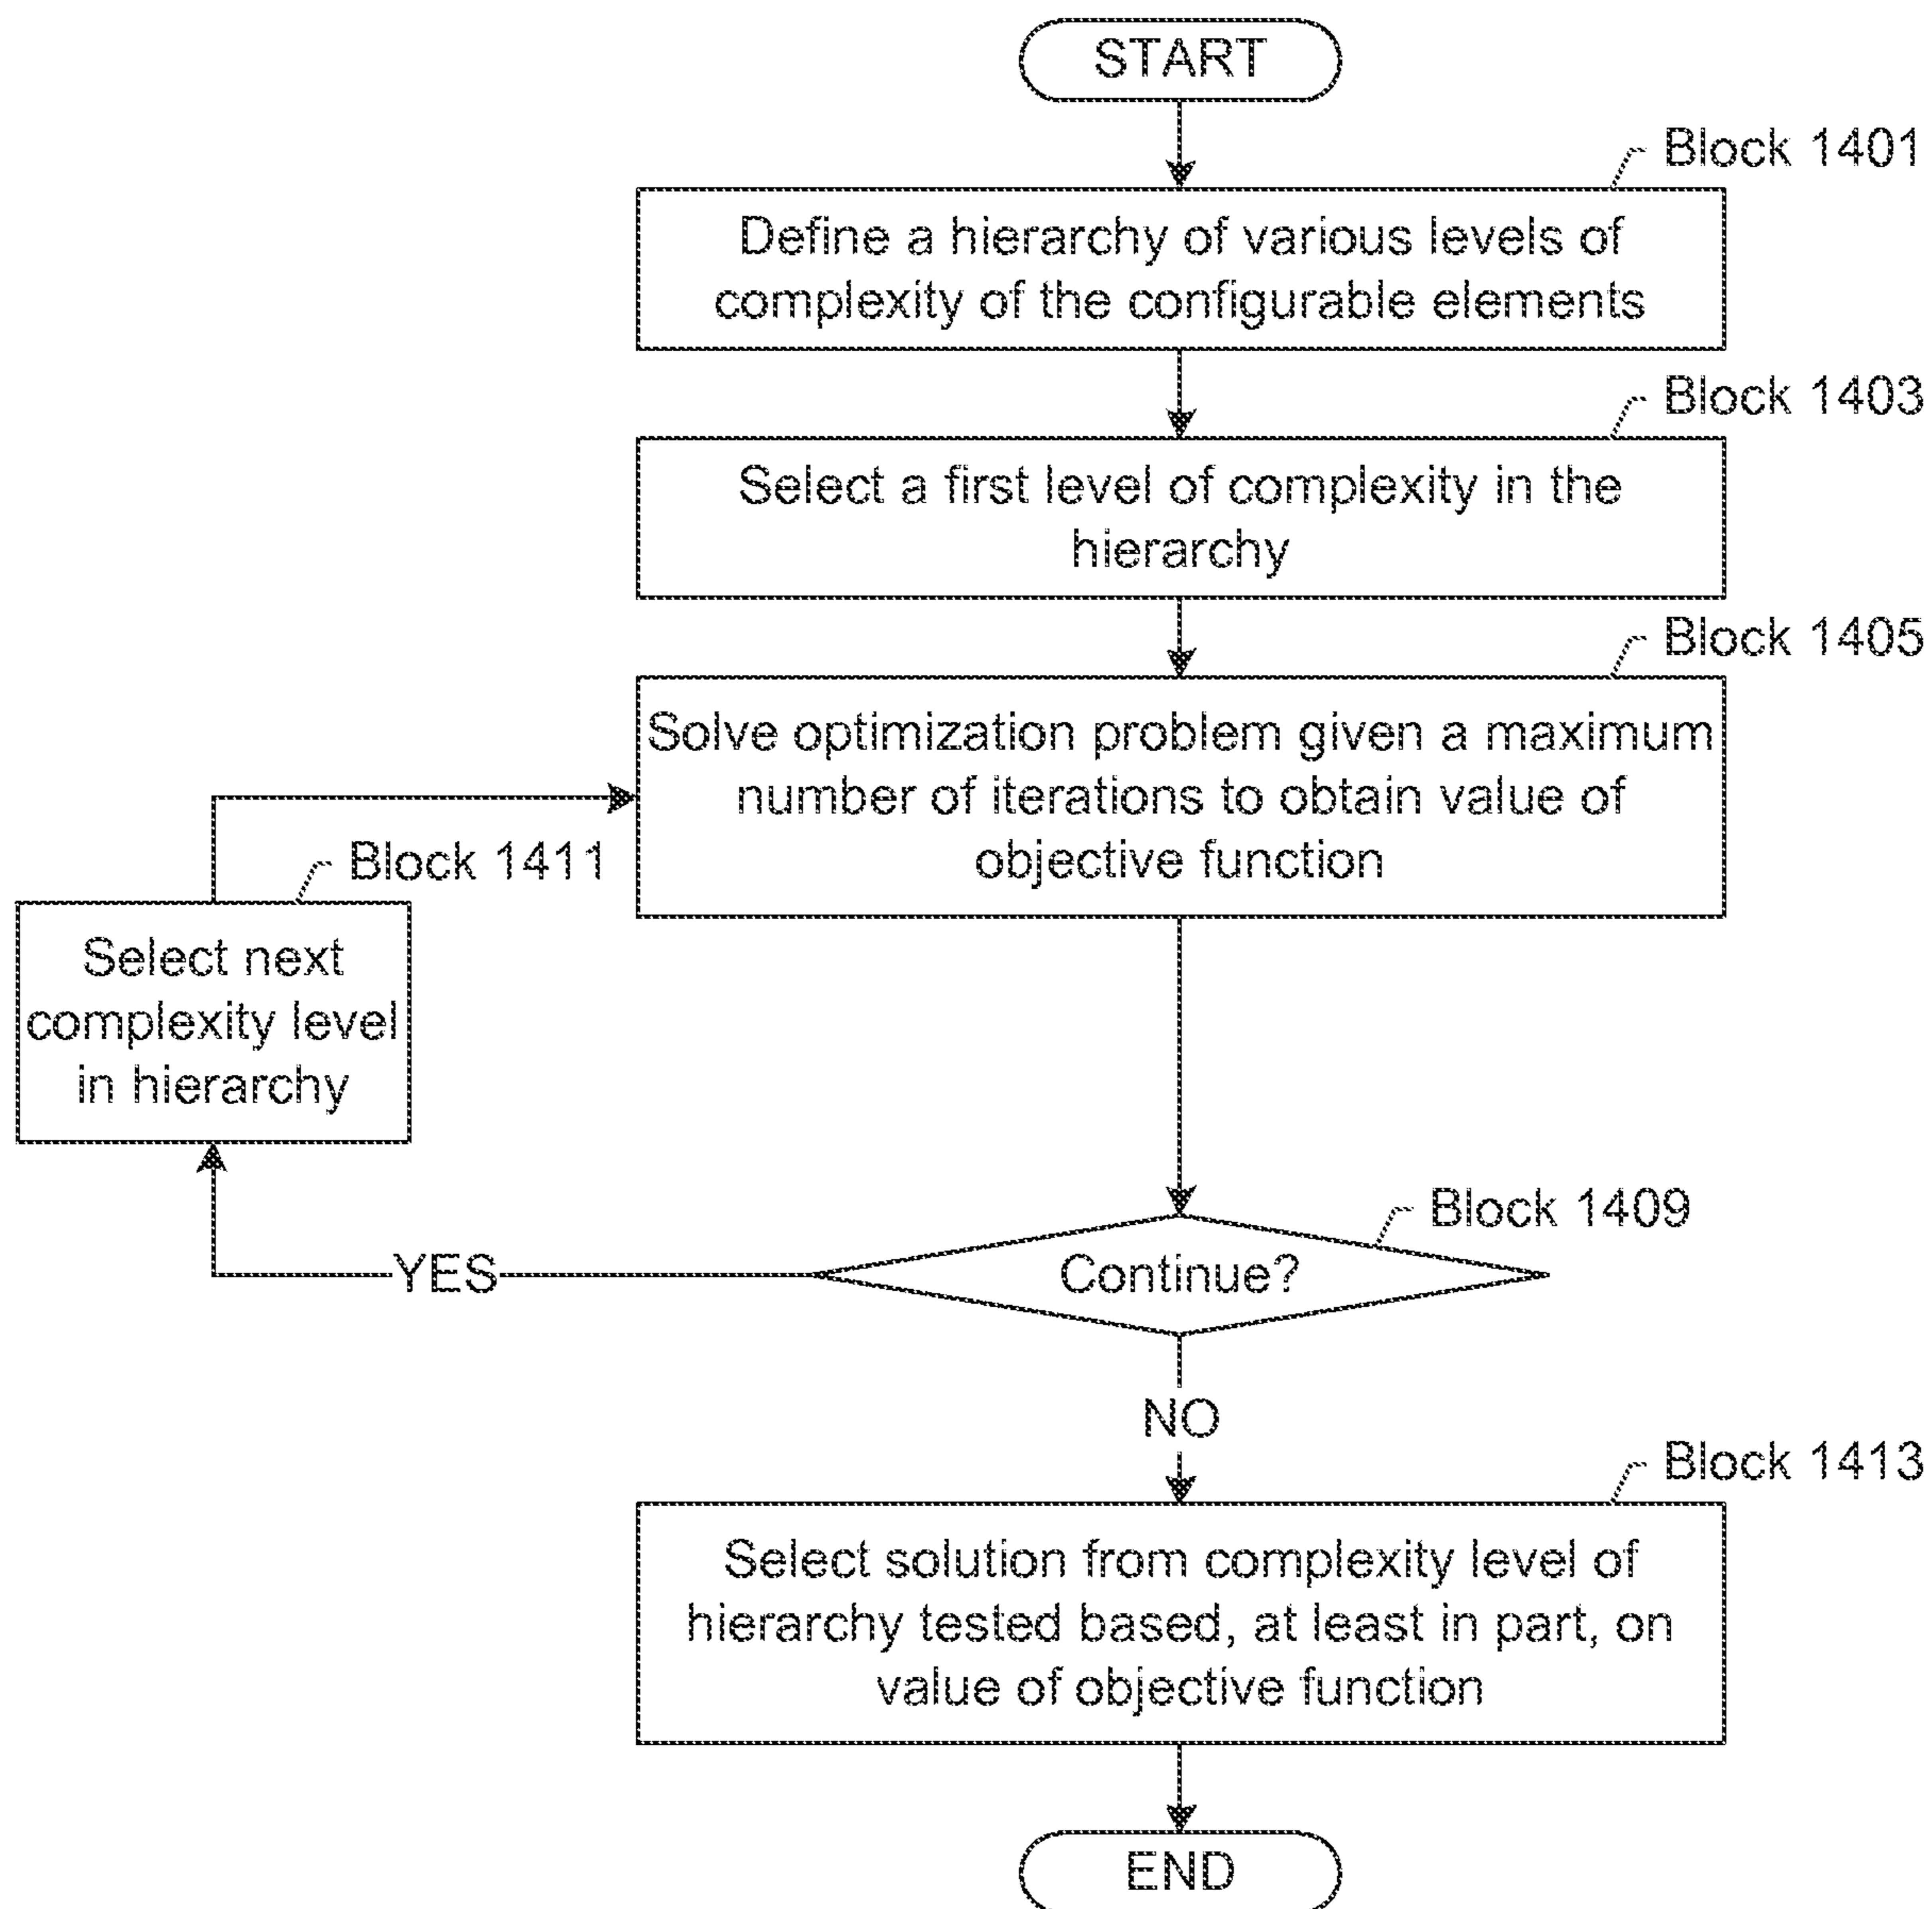 START
Block 1401
Define a hierarchy of various levels of
complexity of the configurable elements
Block 1403
Select a first level of complexity in the
hierarchy
Block 1405
Solve optimization problem given a maximum
number of iterations to obtain value of
objective function
Block 1411
Select next
complexity level
in hierarchy
Block 1409
Continue?
YES
NO
Block 1413
Select solution from complexity level of
hierarchy tested based, at least in part, on
value of objective function
END